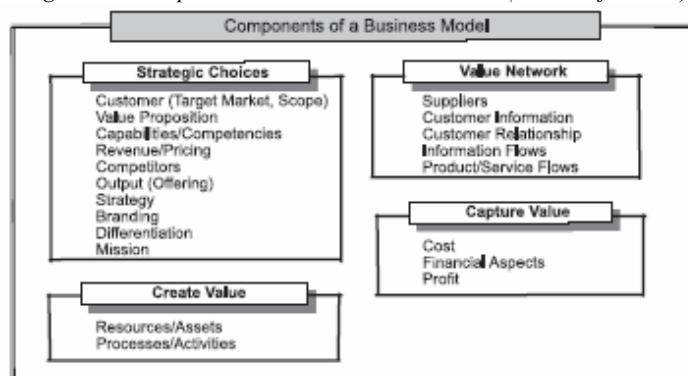 Components of a Business Model
Strategic Choices
Customer (Target Market, Scope)
Value Proposition
Capabilities/Competencies
Revenue/Pricing
Competitors
Output (Offering)
Strategy
Branding
Differentiation
Mission
Value Network
Suppliers
Customer Information
Customer Relationship
Information Flows
Product/Service Flows
Create Value
Resources/Assets
Processes/Activities
Capture Value
Cost
Financial Aspects
Profit